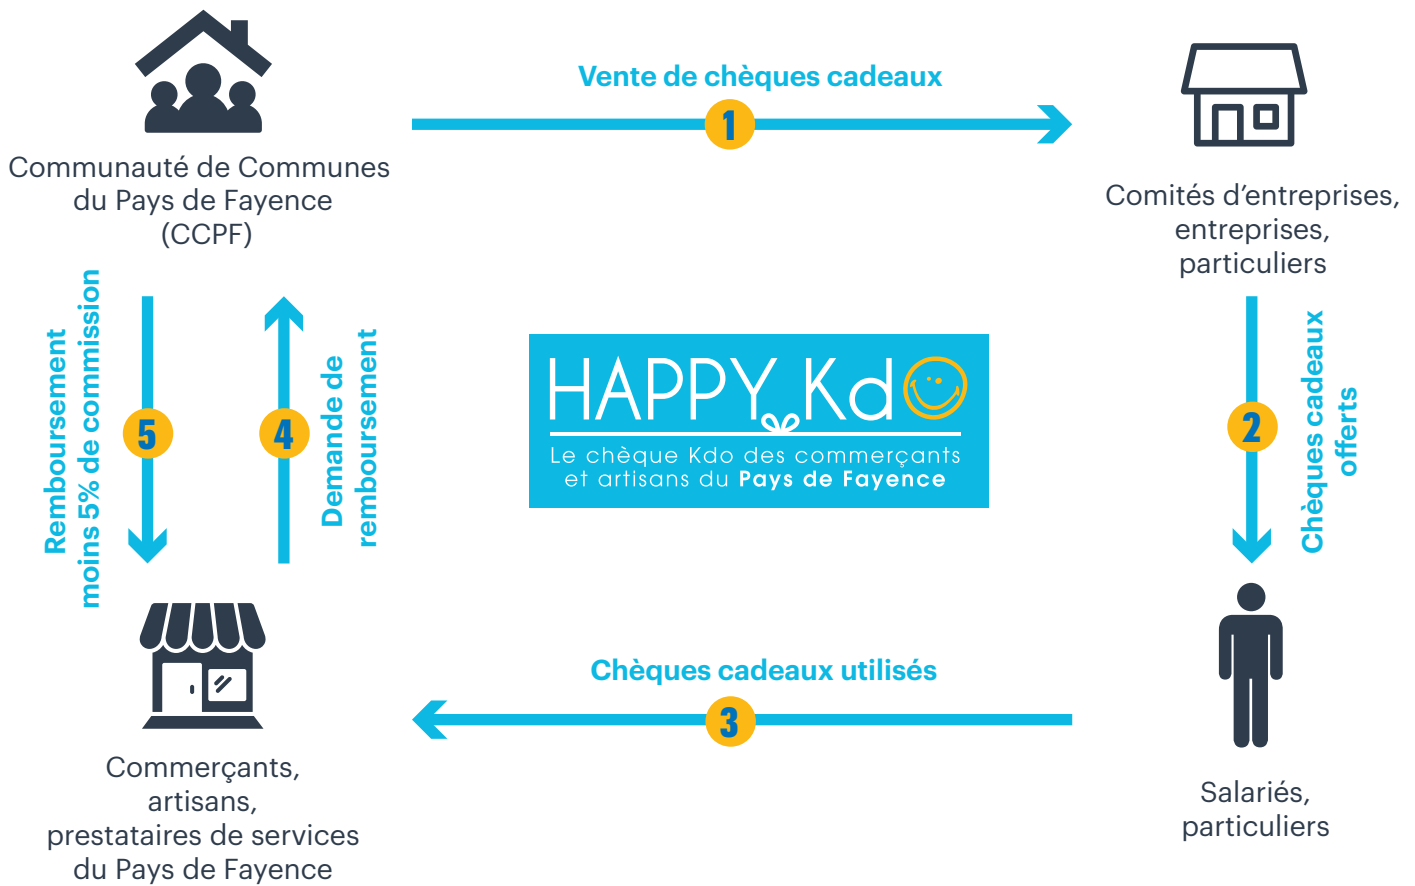 Vente de chèques cadeaux
1
Communauté de Communes
du Pays de Fayence
(CCPF)
Comités d’entreprises,
entreprises,
particuliers
2
Chèques cadeaux
offerts
Salariés,
particuliers
Chèques cadeaux utilisés
3
Commerçants,
artisans,
prestataires de services
du Pays de Fayence
4
Demande de
remboursement
5
Remboursement
moins 5% de commission
HAPPY KdO
Le chèque Kdo des commerçants
et artisans du Pays de Fayence